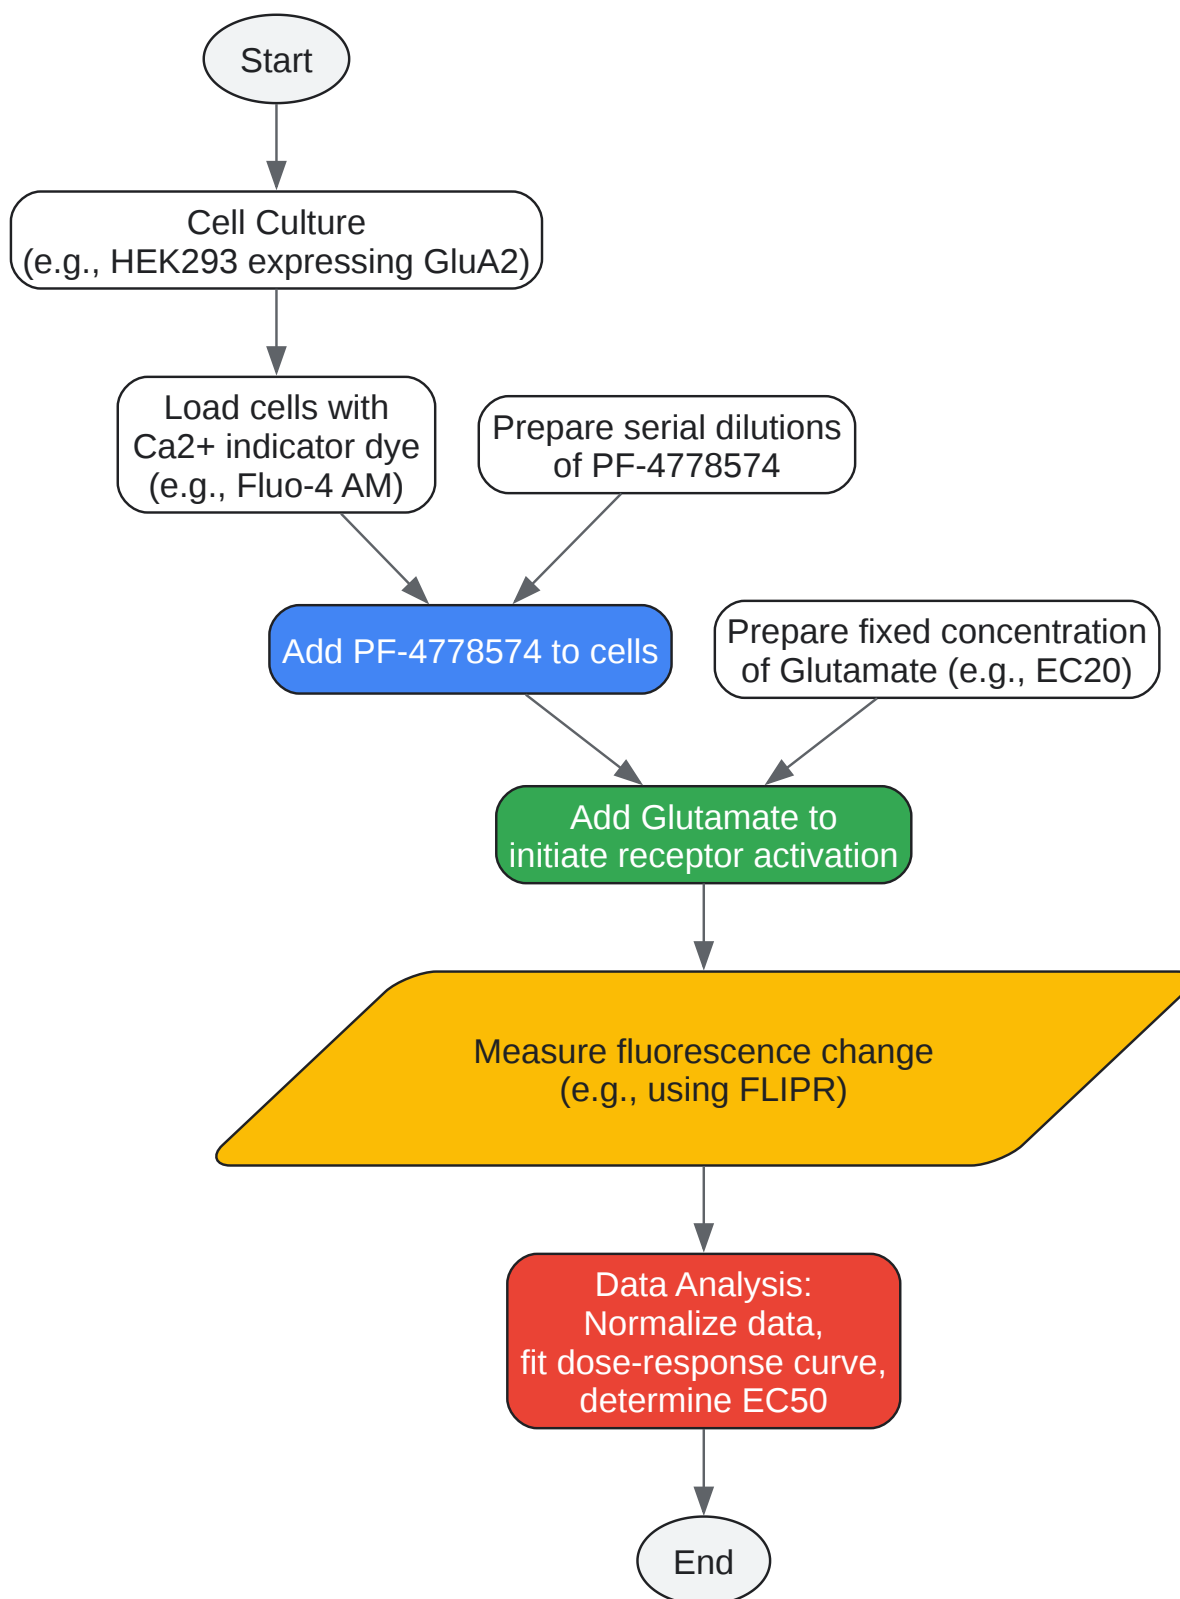 Start
Cell Culture
(e.g., HEK293 expressing GluA2)
Load cells with
Ca2+ indicator dye
(e.g., Fluo-4 AM)
Prepare serial dilutions
of PF-4778574
Add PF-4778574 to cells
Prepare fixed concentration
of Glutamate (e.g., EC20)
Add Glutamate to
initiate receptor activation
Measure fluorescence change
(e.g., using FLIPR)
Data Analysis:
Normalize data,
fit dose-response curve,
determine EC50
End